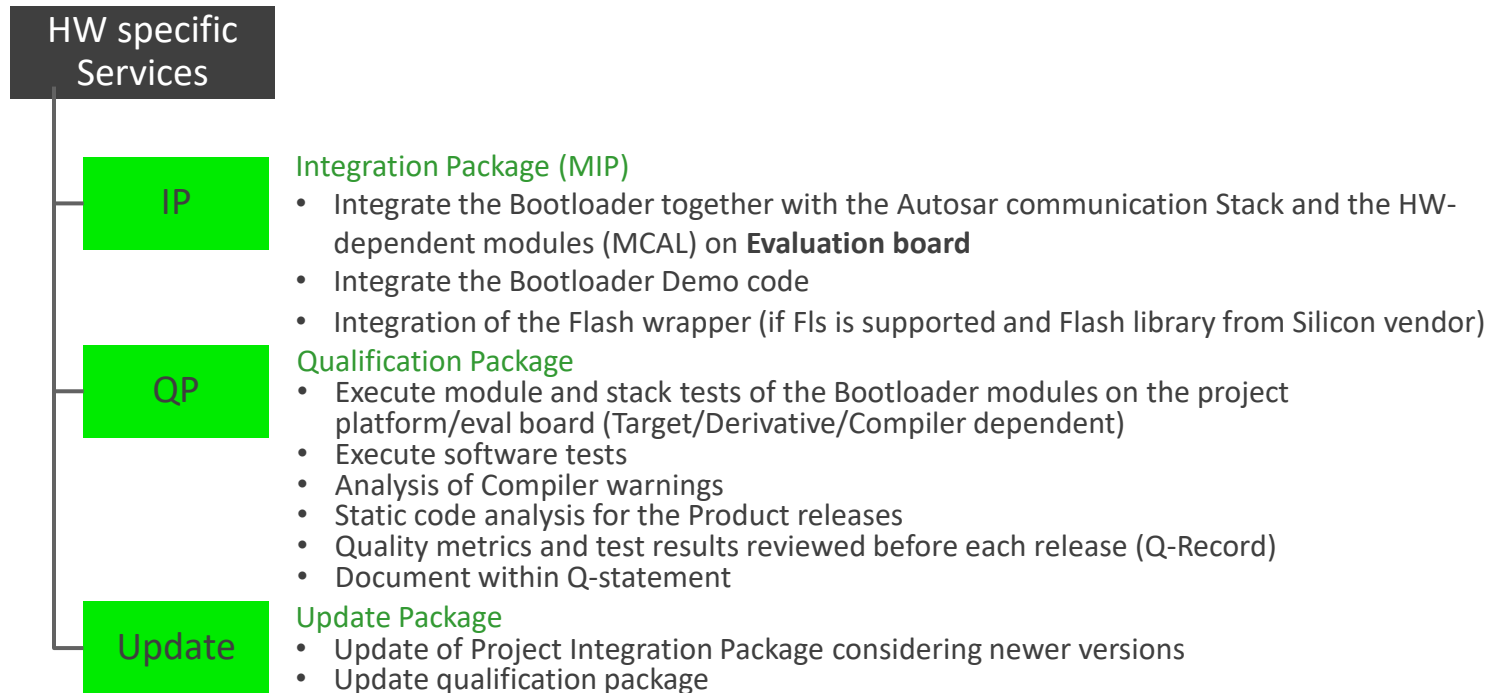 HW specific
Services
IP
Integration Package (MIP)
• Integrate the Bootloader together with the Autosar communication Stack and the HW-
dependent modules (MCAL) on Evaluation board
• Integrate the Bootloader Demo code
• Integration of the Flash wrapper (if Fls is supported and Flash library from Silicon vendor)
QP
Qualification Package
• Execute module and stack tests of the Bootloader modules on the project
platform/eval board (Target/Derivative/Compiler dependent)
• Execute software tests
• Analysis of Compiler warnings
• Static code analysis for the Product releases
• Quality metrics and test results reviewed before each release (Q-Record)
• Document within Q-statement
Update
Update Package
• Update of Project Integration Package considering newer versions
• Update qualification package